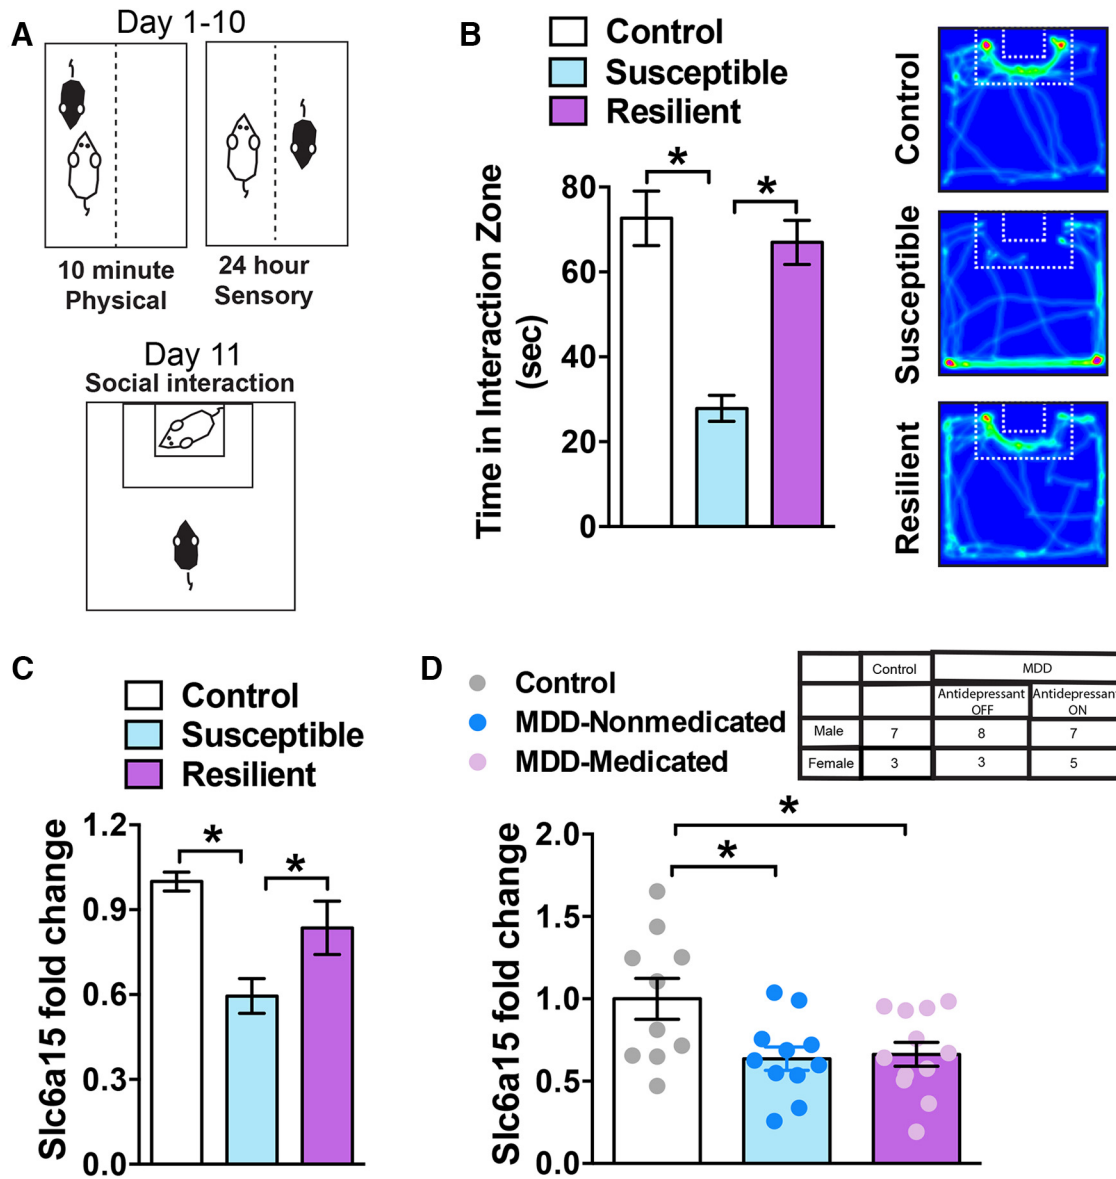 A
Day 1-10
10 minute
Physical
24 hour
Sensory
Day 11
Social interaction
B
Control
Susceptible
Resilient
Time in Interaction Zone
(sec)
80
60
40
20
0
*
*
Control
Susceptible
Resilient
C
Control
Susceptible
Resilient
Slc6a15 fold change
1.2
0.9
0.6
0.3
0.0
*
*
D
Control
MDD-Nonmedicated
MDD-Medicated
Control MDD
Antidepressant OFF Antidepressant ON
Male 7 8 7
Female 3 3 5
Slc6a15 fold change
2.0
1.5
1.0
0.5
0.0
*
*